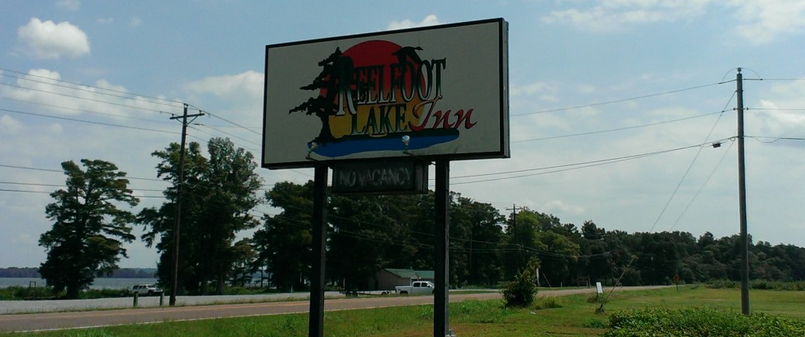 REELFOOT
LAKE Inn
NO VACANCY